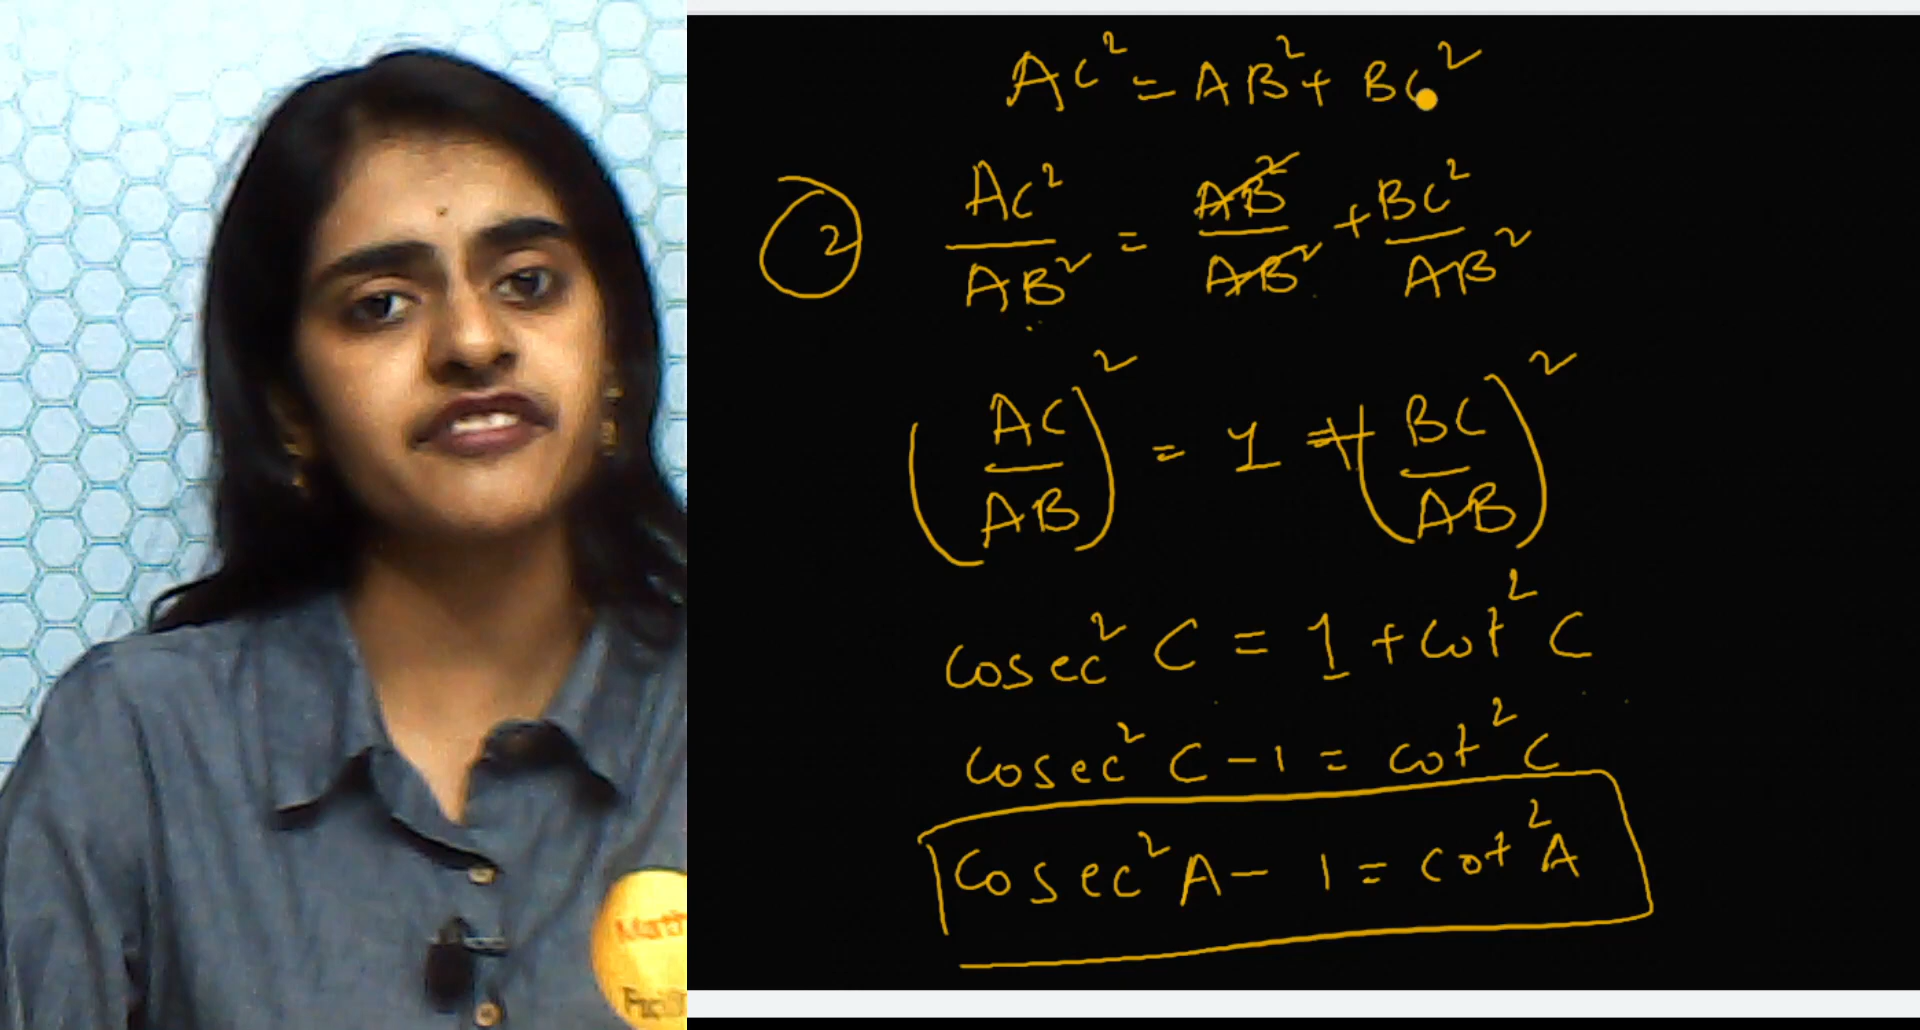 AC² = AB² + BC²
② AC²/AB² = AB²/AB² + BC²/AB²
(AC/AB)² = 1 + (BC/AB)²
cosec² C = 1 + cot² C
cosec² C - 1 = cot² C
cosec² A - 1 = cot² A
Math